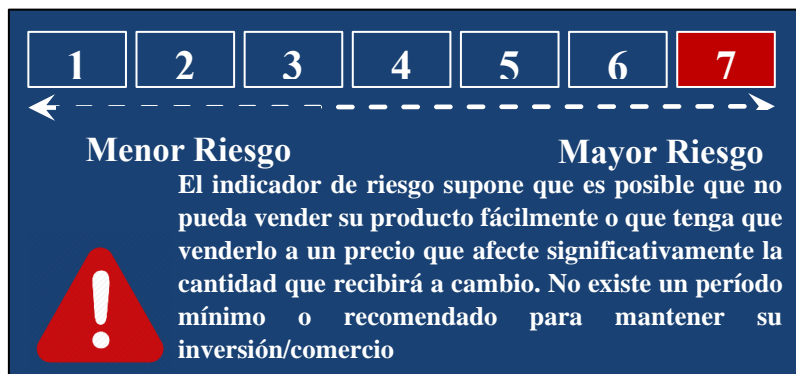 1 2 3 4 5 6 7
Menor Riesgo Mayor Riesgo
El indicador de riesgo supone que es posible que no
pueda vender su producto fácilmente o que tenga que
venderlo a un precio que afecte significativamente la
cantidad que recibirá a cambio. No existe un período
mínimo o recomendado para mantener su
inversión/comercio